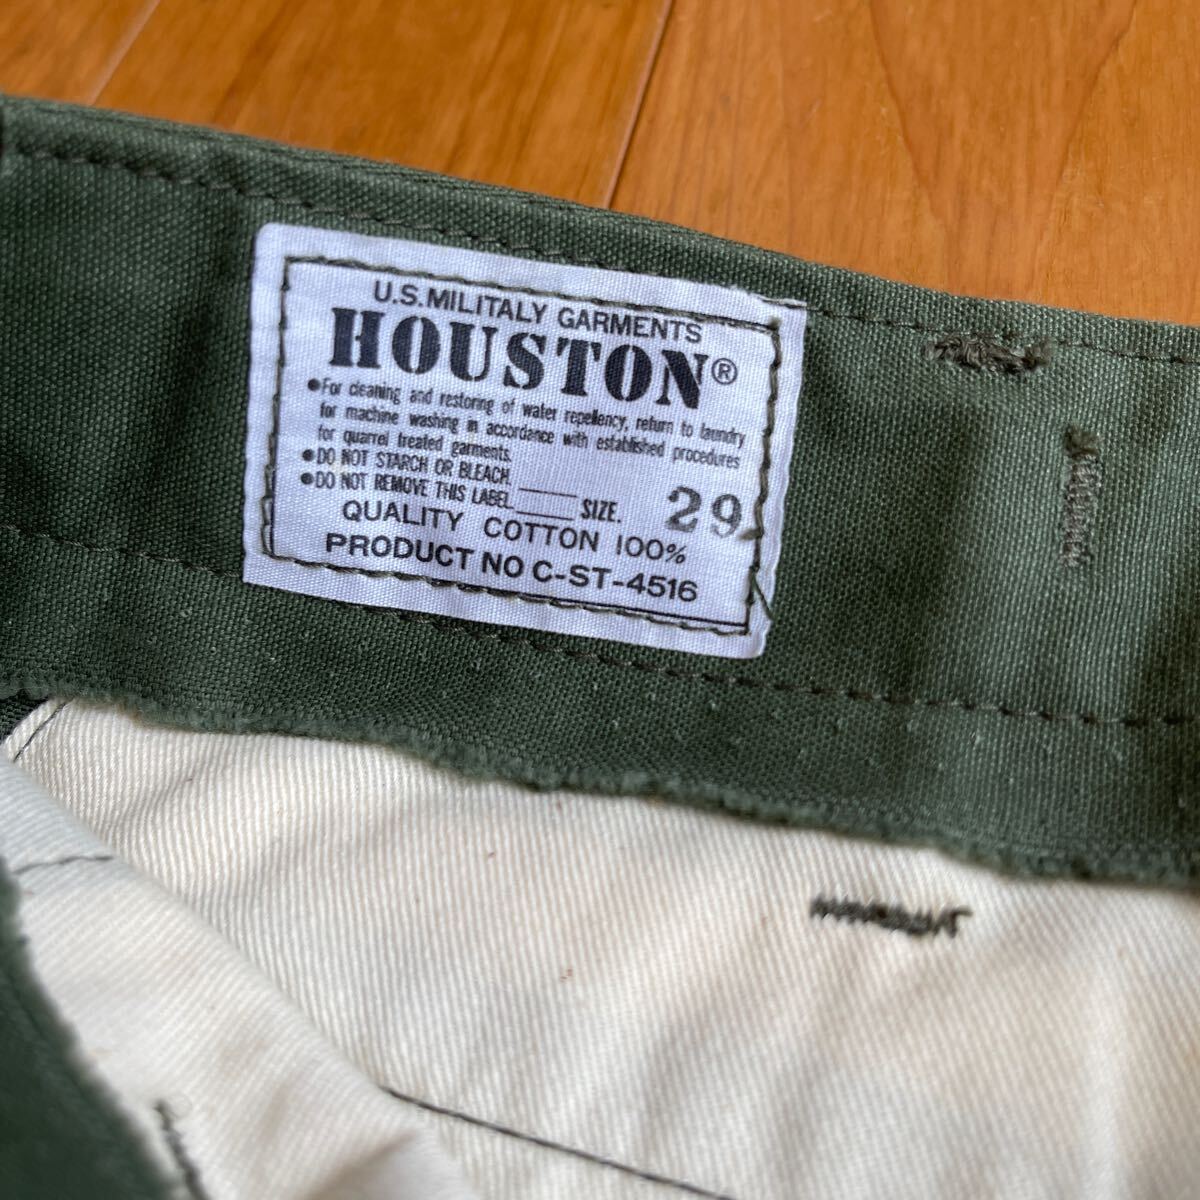 U.S.MILITALY GARMENTS
HOUSTON®
●For cleaning and restoring of water repellency, return to laundry
for machine washing in accordance with established procedures
for quarrel treated garments.
●DO NOT STARCH OR BLEACH.
●DO NOT REMOVE THIS LABEL. SIZE. 29
QUALITY COTTON 100%
PRODUCT NO C-ST-4516